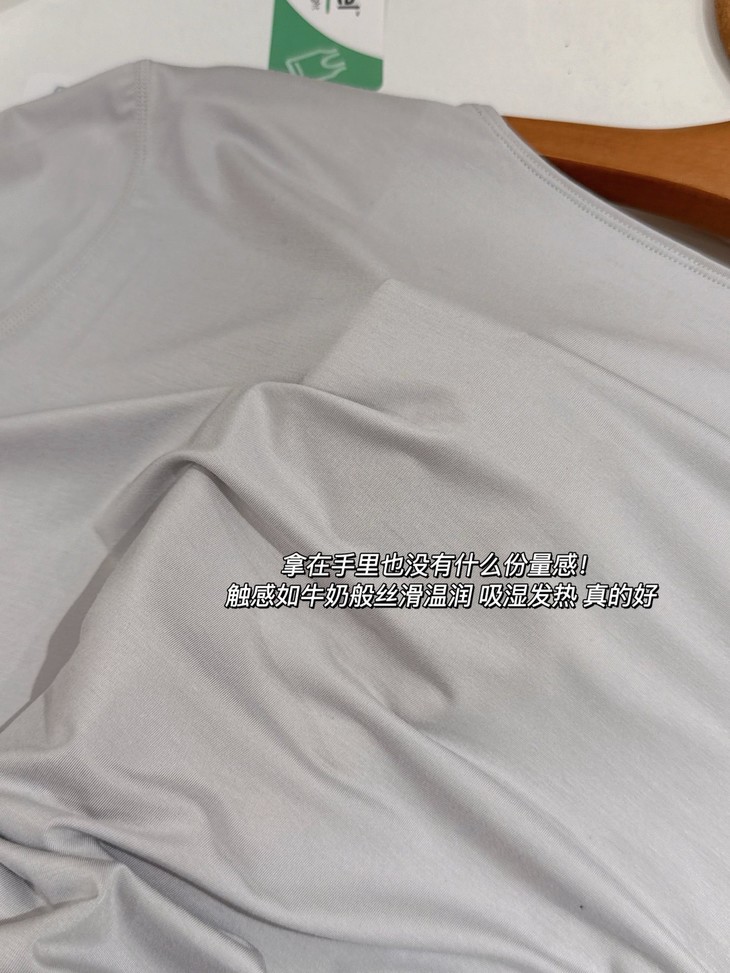 拿在手里也没有什么份量感！
触感如牛奶般丝滑温润 吸湿发热 真的好